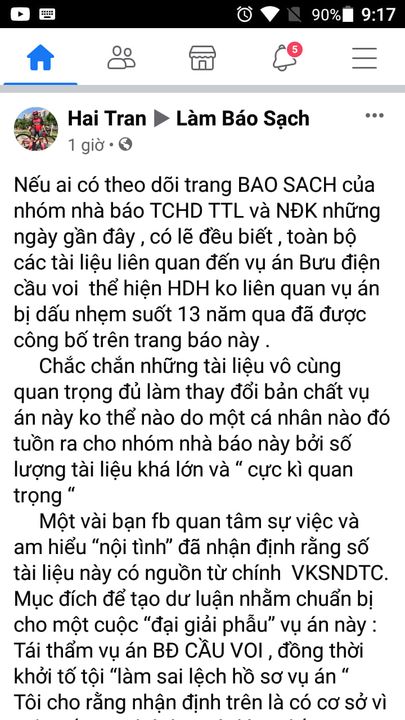 90% 9:17
5
Hai Tran ▶ Làm Báo Sạch
1 giờ ·
Nếu ai có theo dõi trang BAO SACH của
nhóm nhà báo TCHD TTL và NĐK những
ngày gần đây , có lẽ đều biết , toàn bộ
các tài liệu liên quan đến vụ án Bưu điện
cầu voi  thể hiện HDH ko liên quan vụ án
bị dấu nhẹm suốt 13 năm qua đã được
công bố trên trang báo này .
Chắc chắn những tài liệu vô cùng
quan trọng đủ làm thay đổi bản chất vụ
án này ko thể nào do một cá nhân nào đó
tuồn ra cho nhóm nhà báo này bởi số
lượng tài liệu khá lớn và “ cực kì quan
trọng “
Một vài bạn fb quan tâm sự việc và
am hiểu “nội tình” đã nhận định rằng số
tài liệu này có nguồn từ chính  VKSNDTC.
Mục đích để tạo dư luận nhằm chuẩn bị
cho một cuộc “đại giải phẫu” vụ án này :
Tái thẩm vụ án BĐ CẦU VOI , đồng thời
khởi tố tội “làm sai lệch hồ sơ vụ án “
Tôi cho rằng nhận định trên là có cơ sở vì